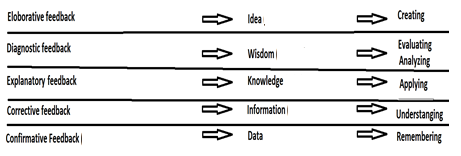 Eloborative feedback Idea Creating
Diagnostic feedback Wisdom Evaluating
Analyzing
Explanatory feedback Knowledge Applying
Corrective feedback Information Understanging
Confirmative Feedback Data Remembering